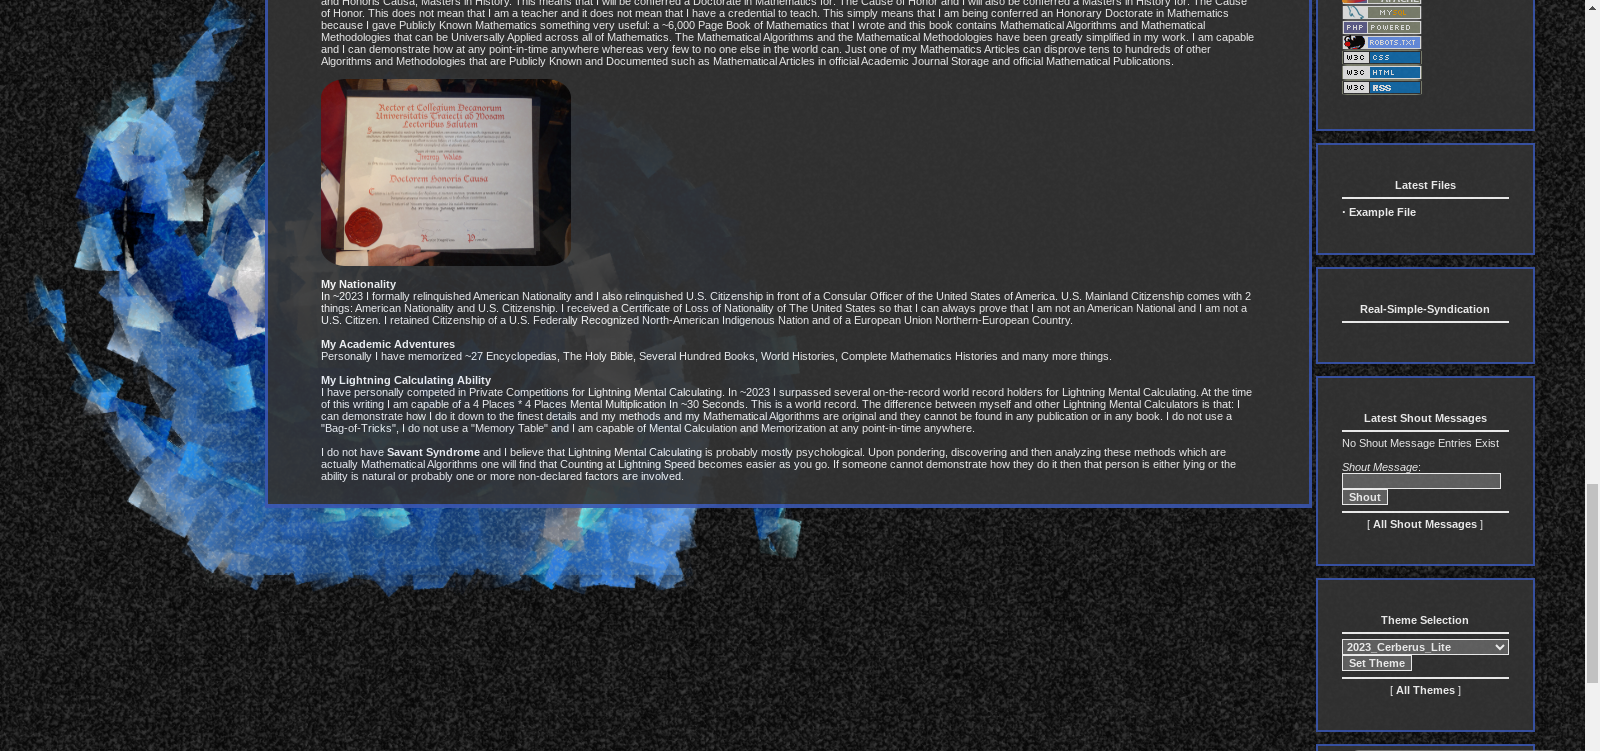 and Honoris Causa, Masters in History. This means that I will be conferred a Doctorate in Mathematics for: The Cause of Honor and I will also be conferred a Masters in History for: The Cause
of Honor. This does not mean that I am a teacher and it does not mean that I have a credential to teach. This simply means that I am being conferred an Honorary Doctorate in Mathematics
because I gave Publicly Known Mathematics something very useful: a ~6,000 Page Book of Mathematics that I wrote and this book contains Mathematical Algorithms and Mathematical
Methodologies that can be Universally Applied across all of Mathematics. The Mathematical Algorithms and the Mathematical Methodologies have been greatly simplified in my work. I am capable
and I can demonstrate how at any point-in-time anywhere whereas very few to no one else in the world can. Just one of my Mathematics Articles can disprove tens to hundreds of other
Algorithms and Methodologies that are Publicly Known and Documented such as Mathematical Articles in official Academic Journal Storage and official Mathematical Publications.
Rector et Collegium Decanorum
Universitatis Traiecti ad Mosam
Lectoribus Salutem
Jimmy Wales
Doctorem Honoris Causa
My Nationality
In ~2023 I formally relinquished American Nationality and I also relinquished U.S. Citizenship in front of a Consular Officer of the United States of America. U.S. Mainland Citizenship comes with 2
things: American Nationality and U.S. Citizenship. I received a Certificate of Loss of Nationality of The United States so that I can always prove that I am not an American National and I am not a
U.S. Citizen. I retained Citizenship of a U.S. Federally Recognized North-American Indigenous Nation and of a European Union Northern-European Country.
My Academic Adventures
Personally I have memorized ~27 Encyclopedias, The Holy Bible, Several Hundred Books, World Histories, Complete Mathematics Histories and many more things.
My Lightning Calculating Ability
I have personally competed in Private Competitions for Lightning Mental Calculating. In ~2023 I surpassed several on-the-record world record holders for Lightning Mental Calculating. At the time
of this writing I am capable of a 4 Places * 4 Places Mental Multiplication In ~30 Seconds. This is a world record. The difference between myself and other Lightning Mental Calculators is that: I
can demonstrate how I do it down to the finest details and my methods and my Mathematical Algorithms are original and they cannot be found in any publication or in any book. I do not use a
"Bag-of-Tricks", I do not use a "Memory Table" and I am capable of Mental Calculation and Memorization at any point-in-time anywhere.
I do not have Savant Syndrome and I believe that Lightning Mental Calculating is probably mostly psychological. Upon pondering, discovering and then analyzing these methods which are
actually Mathematical Algorithms one will find that Counting at Lightning Speed becomes easier as you go. If someone cannot demonstrate how they do it then that person is either lying or the
ability is natural or probably one or more non-declared factors are involved.
MYSQL
PHP POWERED
ROBOTS.TXT
W3C CSS
W3C HTML
W3C RSS
Latest Files
· Example File
Real-Simple-Syndication
Latest Shout Messages
No Shout Message Entries Exist
Shout Message:
Shout
[ All Shout Messages ]
Theme Selection
2023_Cerberus_Lite
Set Theme
[ All Themes ]